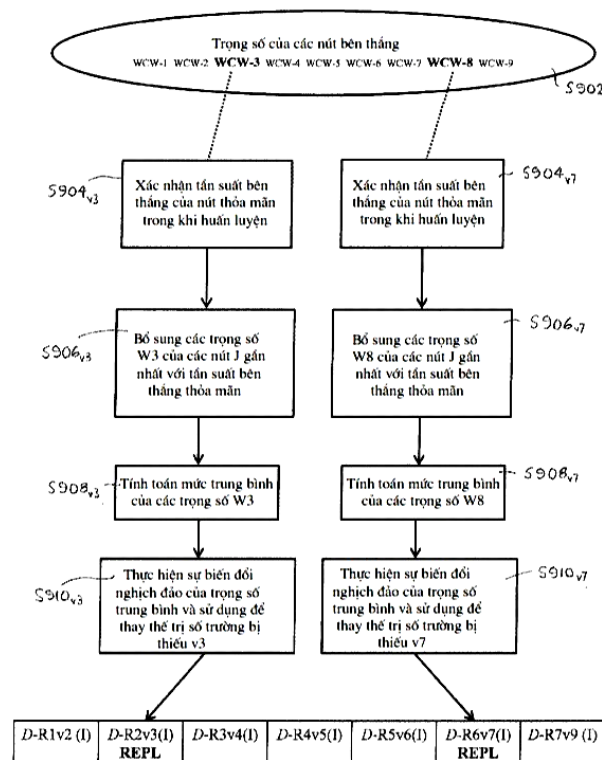 Trọng số của các nút bên thắng
WCW-1 WCW-2 WCW-3 WCW-4 WCW-5 WCW-6 WCW-7 WCW-8 WCW-9
S902
S904v3
Xác nhận tần suất bên
thắng của nút thỏa mãn
trong khi huấn luyện
Xác nhận tần suất bên
thắng của nút thỏa mãn
trong khi huấn luyện
S904v7
S906v3
Bổ sung các trọng số
W3 của các nút J gần
nhất với tần suất bên
thắng thỏa mãn
Bổ sung các trọng số
W8 của các nút J gần
nhất với tần suất bên
thắng thỏa mãn
S906v7
S908v3
Tính toán mức trung bình
của các trọng số W3
Tính toán mức trung bình
của các trọng số W8
S908v7
S910v3
Thực hiện sự biến đổi
nghịch đảo của trọng số
trung bình và sử dụng để
thay thế trị số trường bị
thiếu v3
Thực hiện sự biến đổi
nghịch đảo của trọng số
trung bình và sử dụng để
thay thế trị số trường bị
thiếu v7
S910v7
D-R1v2 (I) D-R2v3(I) D-R3v4(I) D-R4v5(I) D-R5v6(I) D-R6v7(I) D-R7v9 (I)
REPL REPL